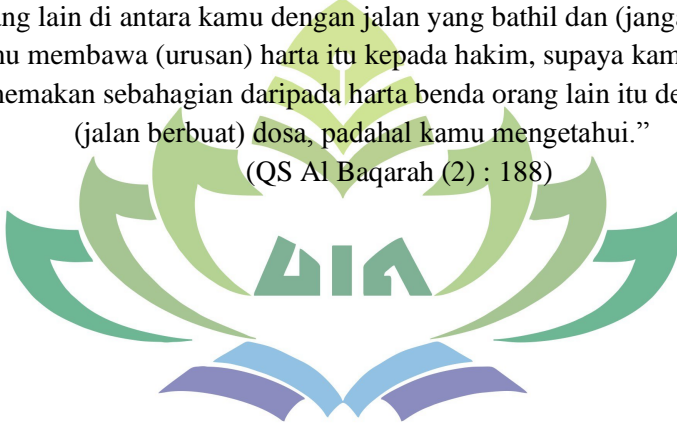 ang lain di antara kamu dengan jalan yang bathil dan (janga
membawa (urusan) harta itu kepada hakim, supaya kam
emakan sebahagian daripada harta benda orang lain itu de
(jalan berbuat) dosa, padahal kamu mengetahui.”
(QS Al Baqarah (2) : 188)
UIN